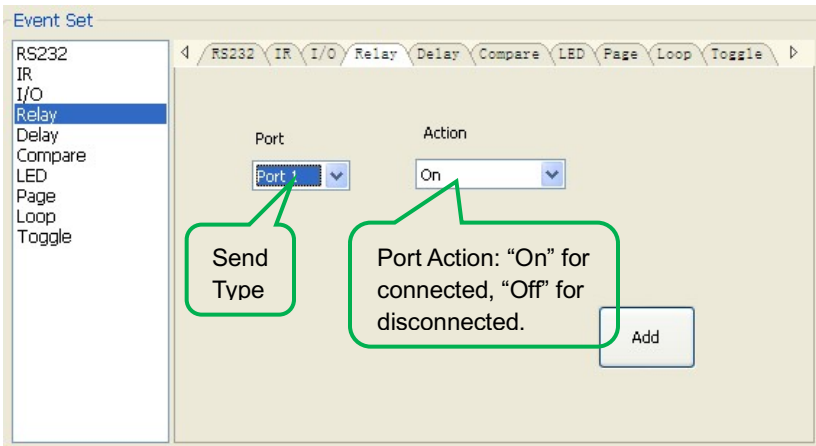 Event Set
RS232
IR
I/O
Relay
Delay
Compare
LED
Page
Loop
Toggle
RS232 IR I/O Relay Delay Compare LED Page Loop Toggle
Port Action
Port 1 On
Send
Type
Port Action: “On” for
connected, “Off” for
disconnected.
Add